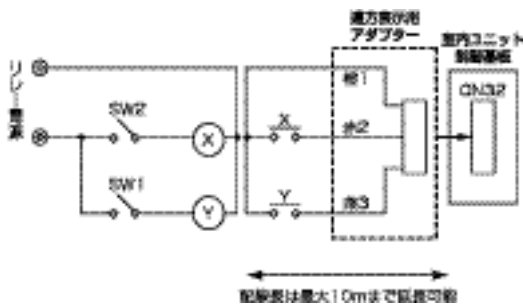 遠方表示用
アダプター
室内ユニット
制御基板
CN32
リレー電源
S
R
SW2
X
X
SW1
Y
Y
橙1
赤2
茶3
配線長は最大10mまで延長可能